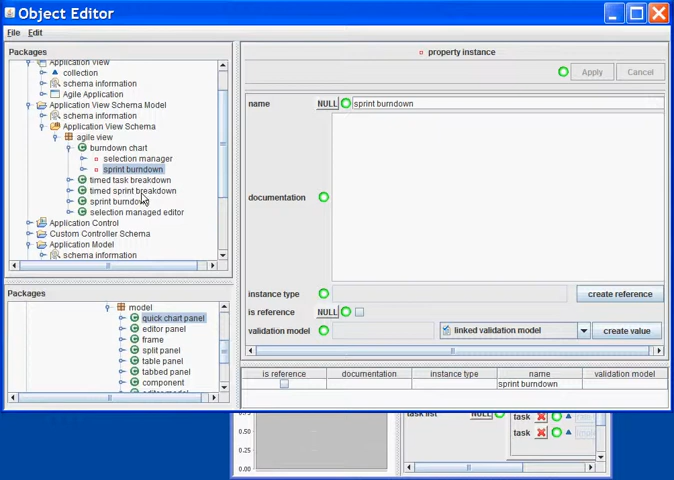 Object Editor
File Edit
Packages
Application View
collection
schema information
Agile Application
Application View Schema Model
schema information
Application View Schema
agile view
burndown chart
selection manager
sprint burndown
timed task breakdown
timed sprint breakdown
sprint burndown
selection managed editor
Application Control
Custom Controller Schema
Application Model
schema information
Packages
model
quick chart panel
editor panel
frame
split panel
table panel
tabbed panel
component
property instance
Apply Cancel
name NULL sprint burndown
documentation
instance type create reference
is reference NULL
validation model linked validation model create value
is reference documentation instance type name validation model
sprint burndown
0.50
0.25
0.00
task list NULL
task
task